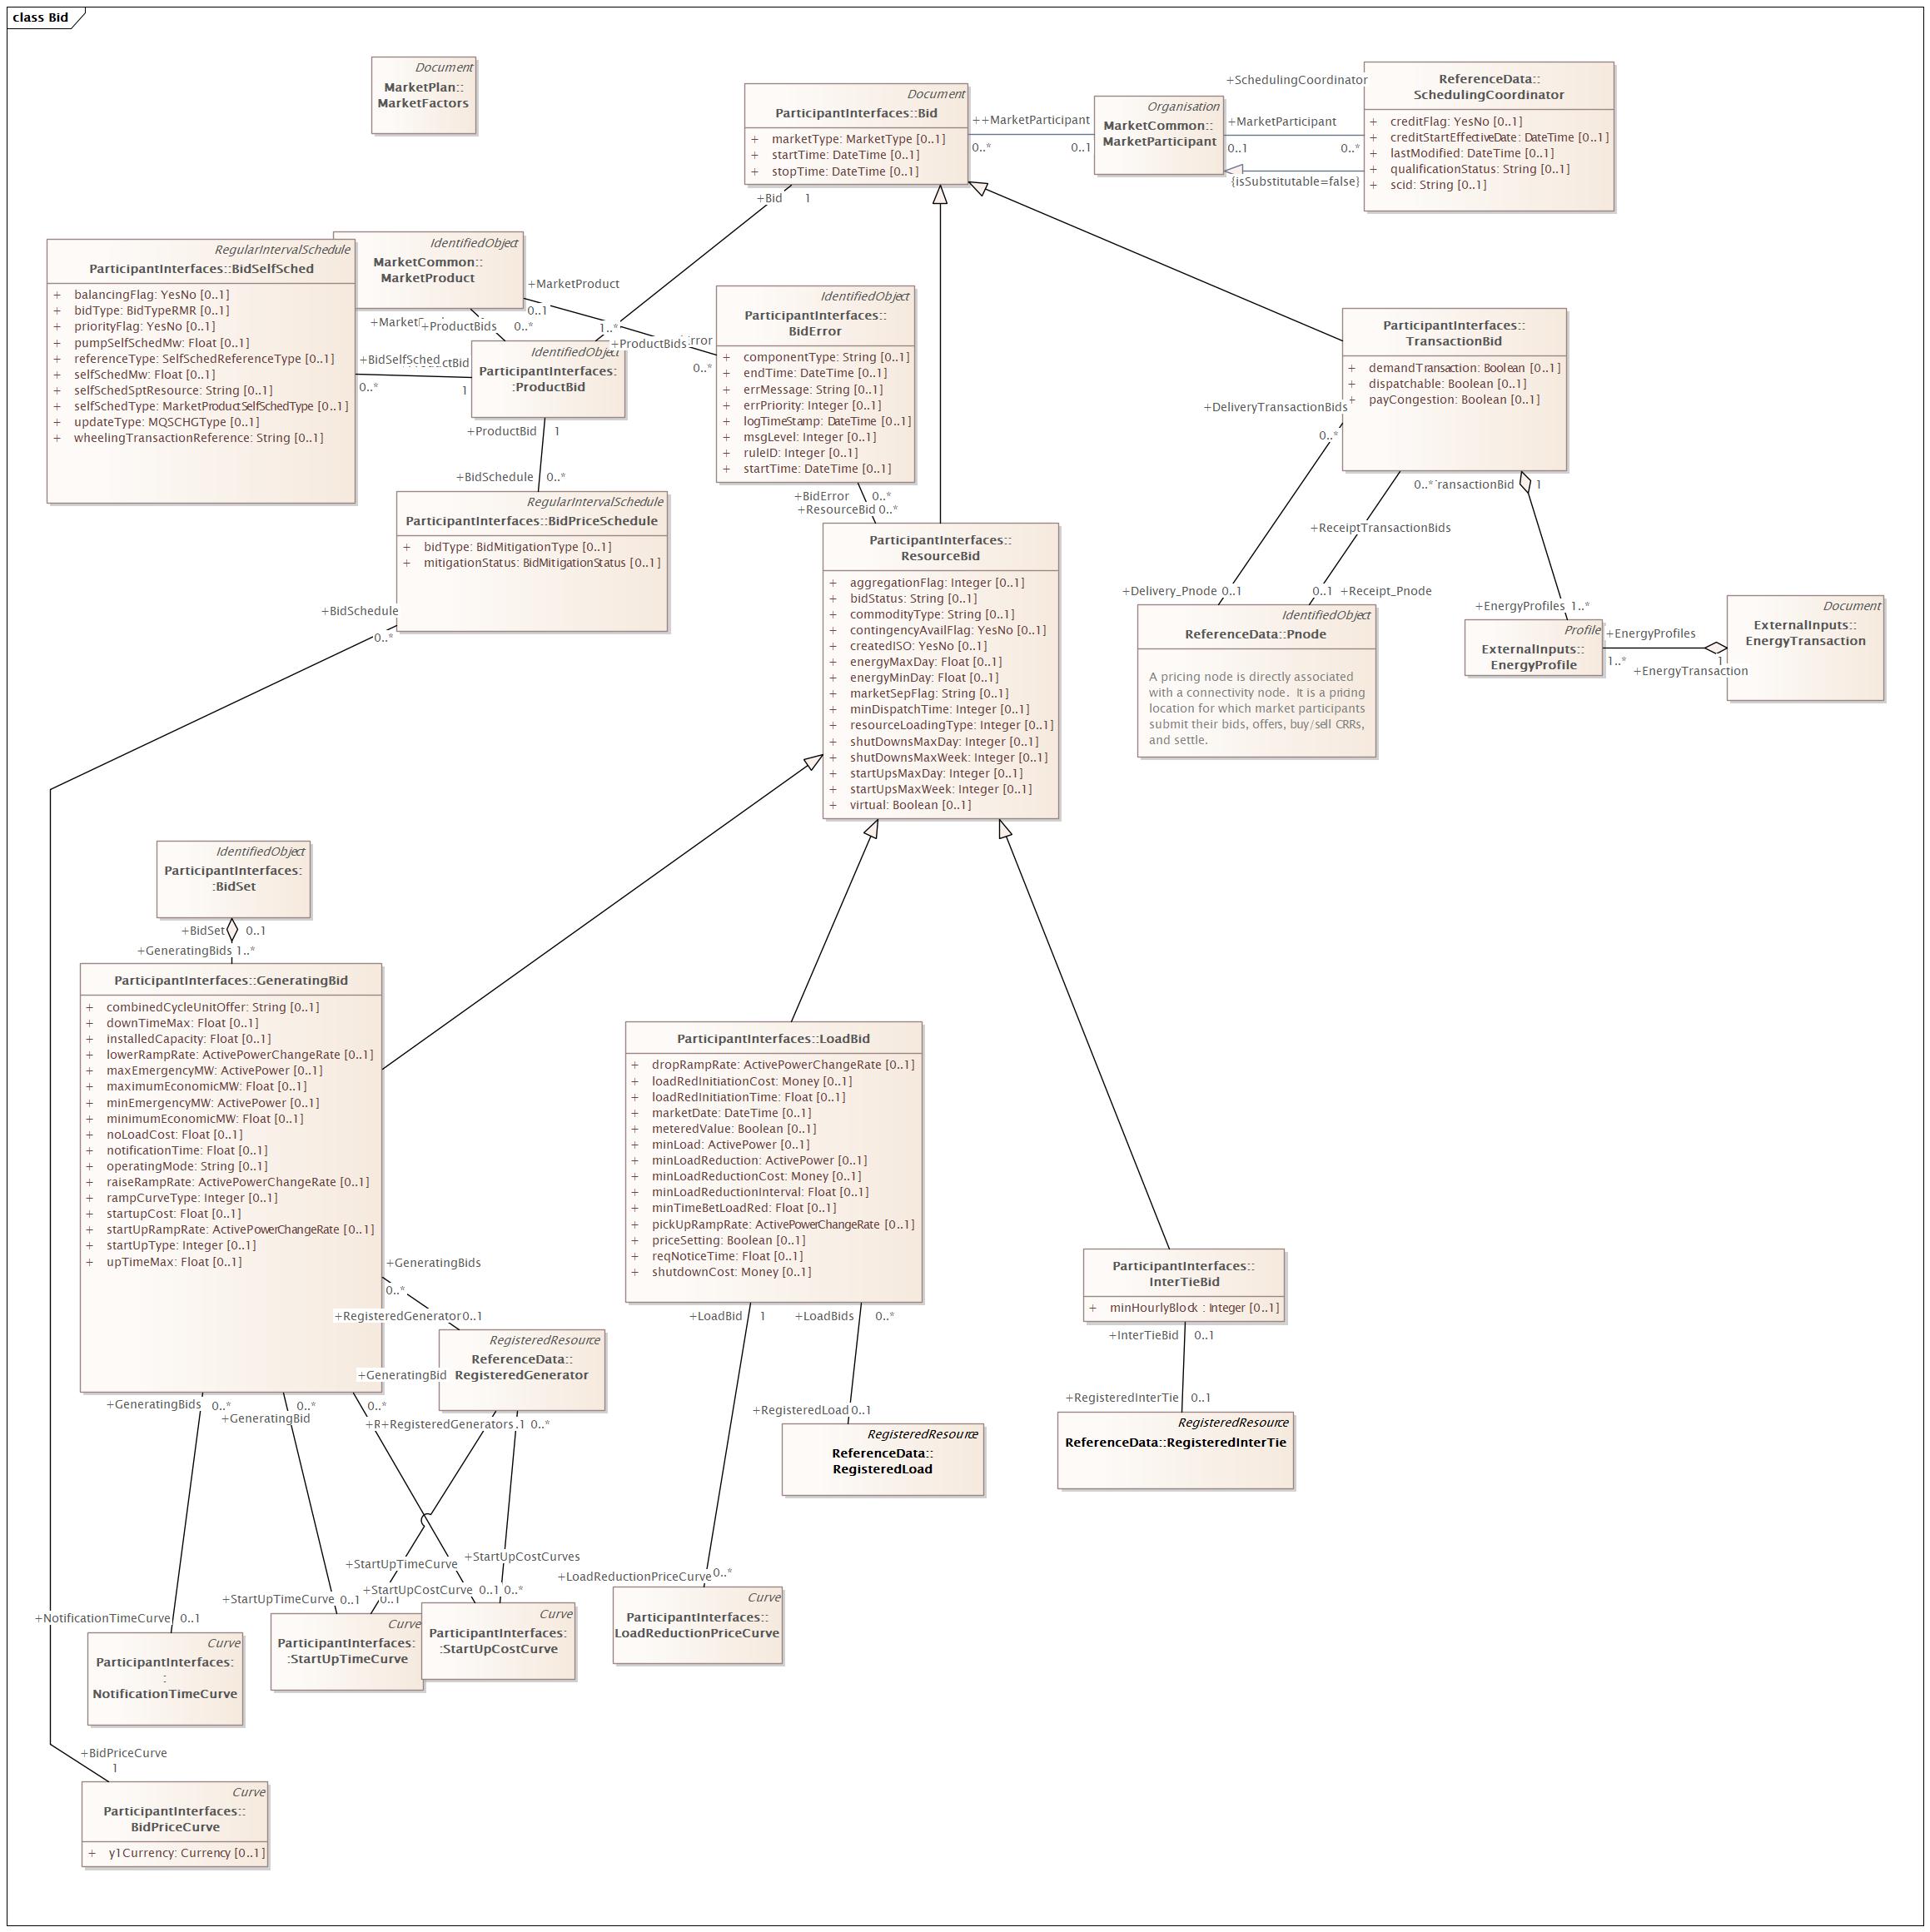 class Bid
Document
MarketPlan::
MarketFactors
Document
ParticipantInterfaces::Bid
+ marketType: MarketType [0..1]
+ startTime: DateTime [0..1]
+ stopTime: DateTime [0..1]
++MarketParticipant
0..*
0..1
Organisation
MarketCommon::
MarketParticipant
+SchedulingCoordinator
+MarketParticipant
0..1
0..*
{isSubstitutable=false}
ReferenceData::
SchedulingCoordinator
+ creditFlag: YesNo [0..1]
+ creditStartEffectiveDate: DateTime [0..1]
+ lastModified: DateTime [0..1]
+ qualificationStatus: String [0..1]
+ scid: String [0..1]
+Bid 1
RegularIntervalSchedule
ParticipantInterfaces::BidSelfSched
+ balancingFlag: YesNo [0..1]
+ bidType: BidTypeRMR [0..1]
+ priorityFlag: YesNo [0..1]
+ pumpSelfSchedMw: Float [0..1]
+ referenceType: SelfSchedReferenceType [0..1]
+ selfSchedMw: Float [0..1]
+ selfSchedSptResource: String [0..1]
+ selfSchedType: MarketProductSelfSchedType [0..1]
+ updateType: MQSCHGType [0..1]
+ wheelingTransactionReference: String [0..1]
IdentifiedObject
MarketCommon::
MarketProduct
+MarketProduct
0..1
+ProductBids 0..*
1..*
+ProductBids
0..*
+BidSelfSched
0..*
1
IdentifiedObject
ParticipantInterfaces:
:ProductBid
+ProductBid 1
+BidSchedule 0..*
IdentifiedObject
ParticipantInterfaces::
BidError
+ componentType: String [0..1]
+ endTime: DateTime [0..1]
+ errMessage: String [0..1]
+ errPriority: Integer [0..1]
+ logTimeStamp: DateTime [0..1]
+ msgLevel: Integer [0..1]
+ ruleID: Integer [0..1]
+ startTime: DateTime [0..1]
+BidError 0..*
+ResourceBid 0..*
ParticipantInterfaces::
TransactionBid
+ demandTransaction: Boolean [0..1]
+ dispatchable: Boolean [0..1]
+ payCongestion: Boolean [0..1]
+DeliveryTransactionBids
0..*
0..*
1
+ReceiptTransactionBids
+Delivery_Pnode 0..1
0..1 +Receipt_Pnode
+EnergyProfiles 1..*
RegularIntervalSchedule
ParticipantInterfaces::BidPriceSchedule
+ bidType: BidMitigationType [0..1]
+ mitigationStatus: BidMitigationStatus [0..1]
+BidSchedule
0..*
ParticipantInterfaces::
ResourceBid
+ aggregationFlag: Integer [0..1]
+ bidStatus: String [0..1]
+ commodityType: String [0..1]
+ contingencyAvailFlag: YesNo [0..1]
+ createdISO: YesNo [0..1]
+ energyMaxDay: Float [0..1]
+ energyMinDay: Float [0..1]
+ marketSepFlag: String [0..1]
+ minDispatchTime: Integer [0..1]
+ resourceLoadingType: Integer [0..1]
+ shutDownsMaxDay: Integer [0..1]
+ shutDownsMaxWeek: Integer [0..1]
+ startUpsMaxDay: Integer [0..1]
+ startUpsMaxWeek: Integer [0..1]
+ virtual: Boolean [0..1]
IdentifiedObject
ReferenceData::Pnode
A pricing node is directly associated
with a connectivity node. It is a pricing
location for which market participants
submit their bids, offers, buy/sell CRRs,
and settle.
Profile
ExternalInputs::
EnergyProfile
+EnergyProfiles
1..*
1
+EnergyTransaction
Document
ExternalInputs::
EnergyTransaction
IdentifiedObject
ParticipantInterfaces:
:BidSet
+BidSet 0..1
+GeneratingBids 1..*
ParticipantInterfaces::GeneratingBid
+ combinedCycleUnitOffer: String [0..1]
+ downTimeMax: Float [0..1]
+ installedCapacity: Float [0..1]
+ lowerRampRate: ActivePowerChangeRate [0..1]
+ maxEmergencyMW: ActivePower [0..1]
+ maximumEconomicMW: Float [0..1]
+ minEmergencyMW: ActivePower [0..1]
+ minimumEconomicMW: Float [0..1]
+ noLoadCost: Float [0..1]
+ notificationTime: Float [0..1]
+ operatingMode: String [0..1]
+ raiseRampRate: ActivePowerChangeRate [0..1]
+ rampCurveType: Integer [0..1]
+ startupCost: Float [0..1]
+ startUpRampRate: ActivePowerChangeRate [0..1]
+ startUpType: Integer [0..1]
+ upTimeMax: Float [0..1]
ParticipantInterfaces::LoadBid
+ dropRampRate: ActivePowerChangeRate [0..1]
+ loadRedInitiationCost: Money [0..1]
+ loadRedInitiationTime: Float [0..1]
+ marketDate: DateTime [0..1]
+ meteredValue: Boolean [0..1]
+ minLoad: ActivePower [0..1]
+ minLoadReduction: ActivePower [0..1]
+ minLoadReductionCost: Money [0..1]
+ minLoadReductionInterval: Float [0..1]
+ minTimeBetLoadRed: Float [0..1]
+ pickUpRampRate: ActivePowerChangeRate [0..1]
+ priceSetting: Boolean [0..1]
+ reqNoticeTime: Float [0..1]
+ shutdownCost: Money [0..1]
ParticipantInterfaces::
InterTieBid
+ minHourlyBlock : Integer [0..1]
+InterTieBid 0..1
+RegisteredInterTie 0..1
RegisteredResource
ReferenceData::RegisteredInterTie
+GeneratingBids
0..*
+RegisteredGenerator 0..1
RegisteredResource
ReferenceData::
RegisteredGenerator
+GeneratingBid
+GeneratingBids 0..*
0..*
+GeneratingBid
0..*
+RegisteredGenerators
0..*
+LoadBid 1
+LoadBids 0..*
+RegisteredLoad 0..1
RegisteredResource
ReferenceData::
RegisteredLoad
+StartUpTimeCurve
+StartUpCostCurves
+StartUpCostCurve 0..1 0..*
+StartUpTimeCurve 0..1
+LoadReductionPriceCurve 0..*
+NotificationTimeCurve 0..1
Curve
ParticipantInterfaces:
:
NotificationTimeCurve
Curve
ParticipantInterfaces:
:StartUpTimeCurve
Curve
ParticipantInterfaces:
:StartUpCostCurve
Curve
ParticipantInterfaces::
LoadReductionPriceCurve
+BidPriceCurve
1
Curve
ParticipantInterfaces::
BidPriceCurve
+ y1Currency: Currency [0..1]